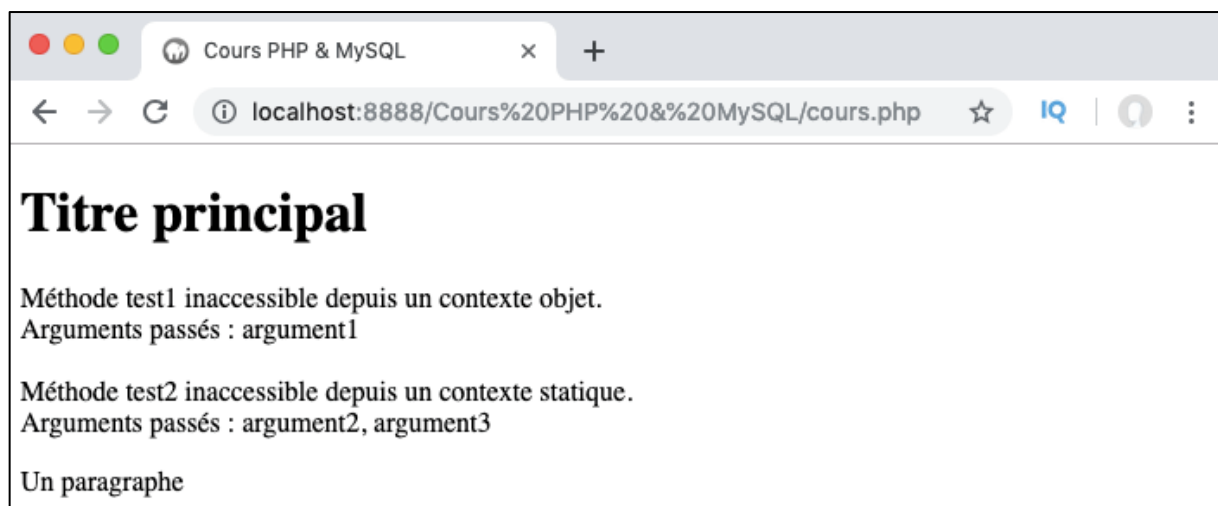 Cours PHP & MySQL
localhost:8888/Cours%20PHP%20&%20MySQL/cours.php
IQ
Titre principal
Méthode test1 inaccessible depuis un contexte objet.
Arguments passés : argument1
Méthode test2 inaccessible depuis un contexte statique.
Arguments passés : argument2, argument3
Un paragraphe